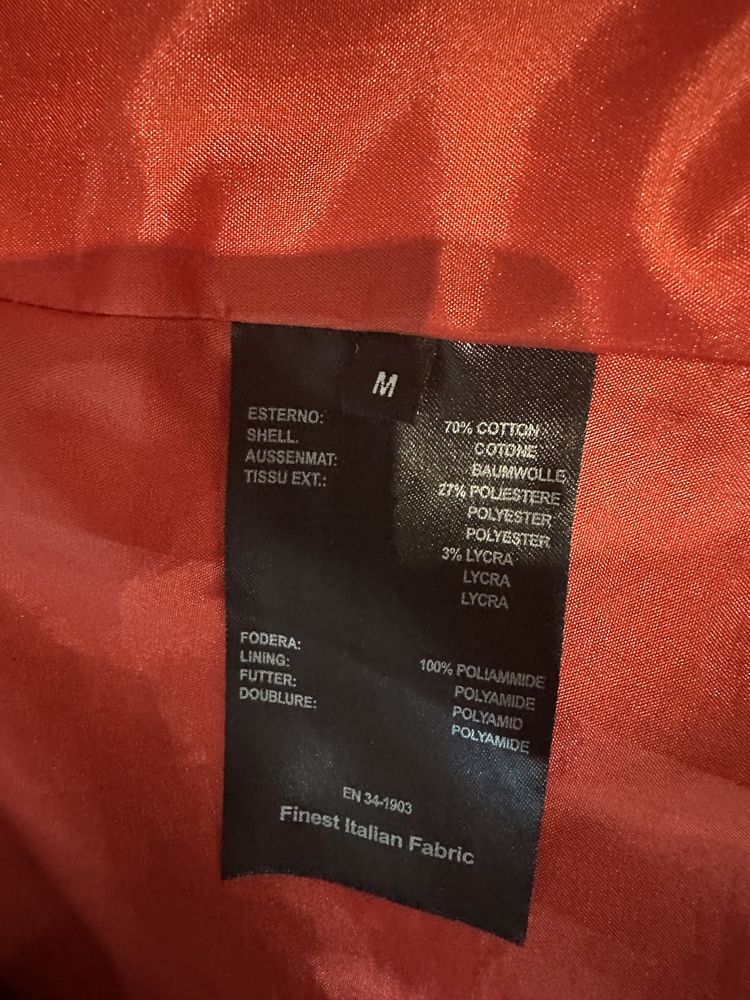 M
ESTERNO:
SHELL.
AUSSENMAT:
TISSU EXT.:
70% COTTON
COTONE
BAUMWOLLE
27% POLIESTERE
POLYESTER
POLYESTER
3% LYCRA
LYCRA
LYCRA
FODERA:
LINING:
FUTTER:
DOUBLURE:
100% POLIAMMIDE
POLYAMIDE
POLYAMID
POLYAMIDE
EN 34-1903
Finest Italian Fabric